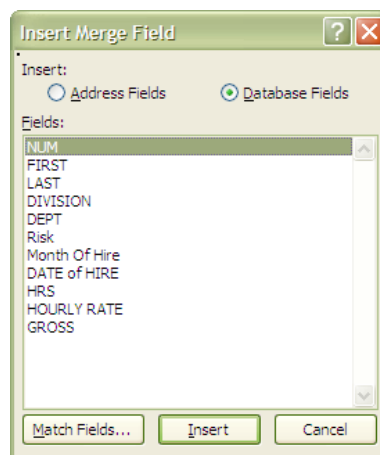 Insert Merge Field
Insert:
Address Fields Database Fields
Fields:
NUM
FIRST
LAST
DIVISION
DEPT
Risk
Month Of Hire
DATE of HIRE
HRS
HOURLY RATE
GROSS
Match Fields... Insert Cancel